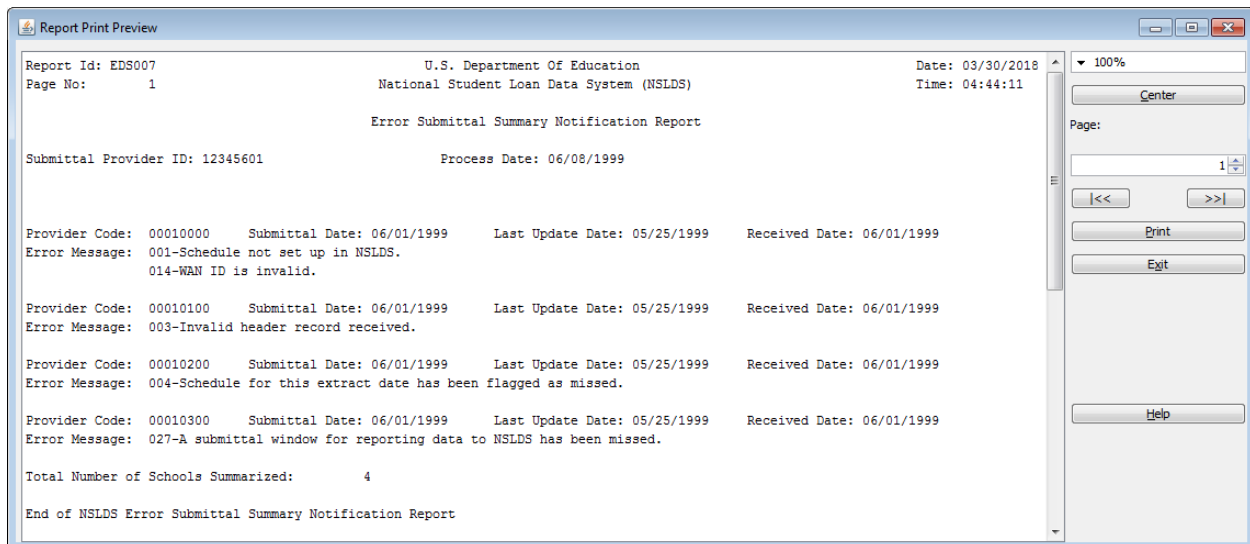 Report Print Preview
Report Id: EDS007 U.S. Department Of Education Date: 03/30/2018
Page No: 1 National Student Loan Data System (NSLDS) Time: 04:44:11
Error Submittal Summary Notification Report
Submittal Provider ID: 12345601 Process Date: 06/08/1999
Provider Code: 00010000 Submittal Date: 06/01/1999 Last Update Date: 05/25/1999 Received Date: 06/01/1999
Error Message: 001-Schedule not set up in NSLDS.
014-WAN ID is invalid.
Provider Code: 00010100 Submittal Date: 06/01/1999 Last Update Date: 05/25/1999 Received Date: 06/01/1999
Error Message: 003-Invalid header record received.
Provider Code: 00010200 Submittal Date: 06/01/1999 Last Update Date: 05/25/1999 Received Date: 06/01/1999
Error Message: 004-Schedule for this extract date has been flagged as missed.
Provider Code: 00010300 Submittal Date: 06/01/1999 Last Update Date: 05/25/1999 Received Date: 06/01/1999
Error Message: 027-A submittal window for reporting data to NSLDS has been missed.
Total Number of Schools Summarized: 4
End of NSLDS Error Submittal Summary Notification Report
100%
Center
Page:
1
|<< >>|
Print
Exit
Help